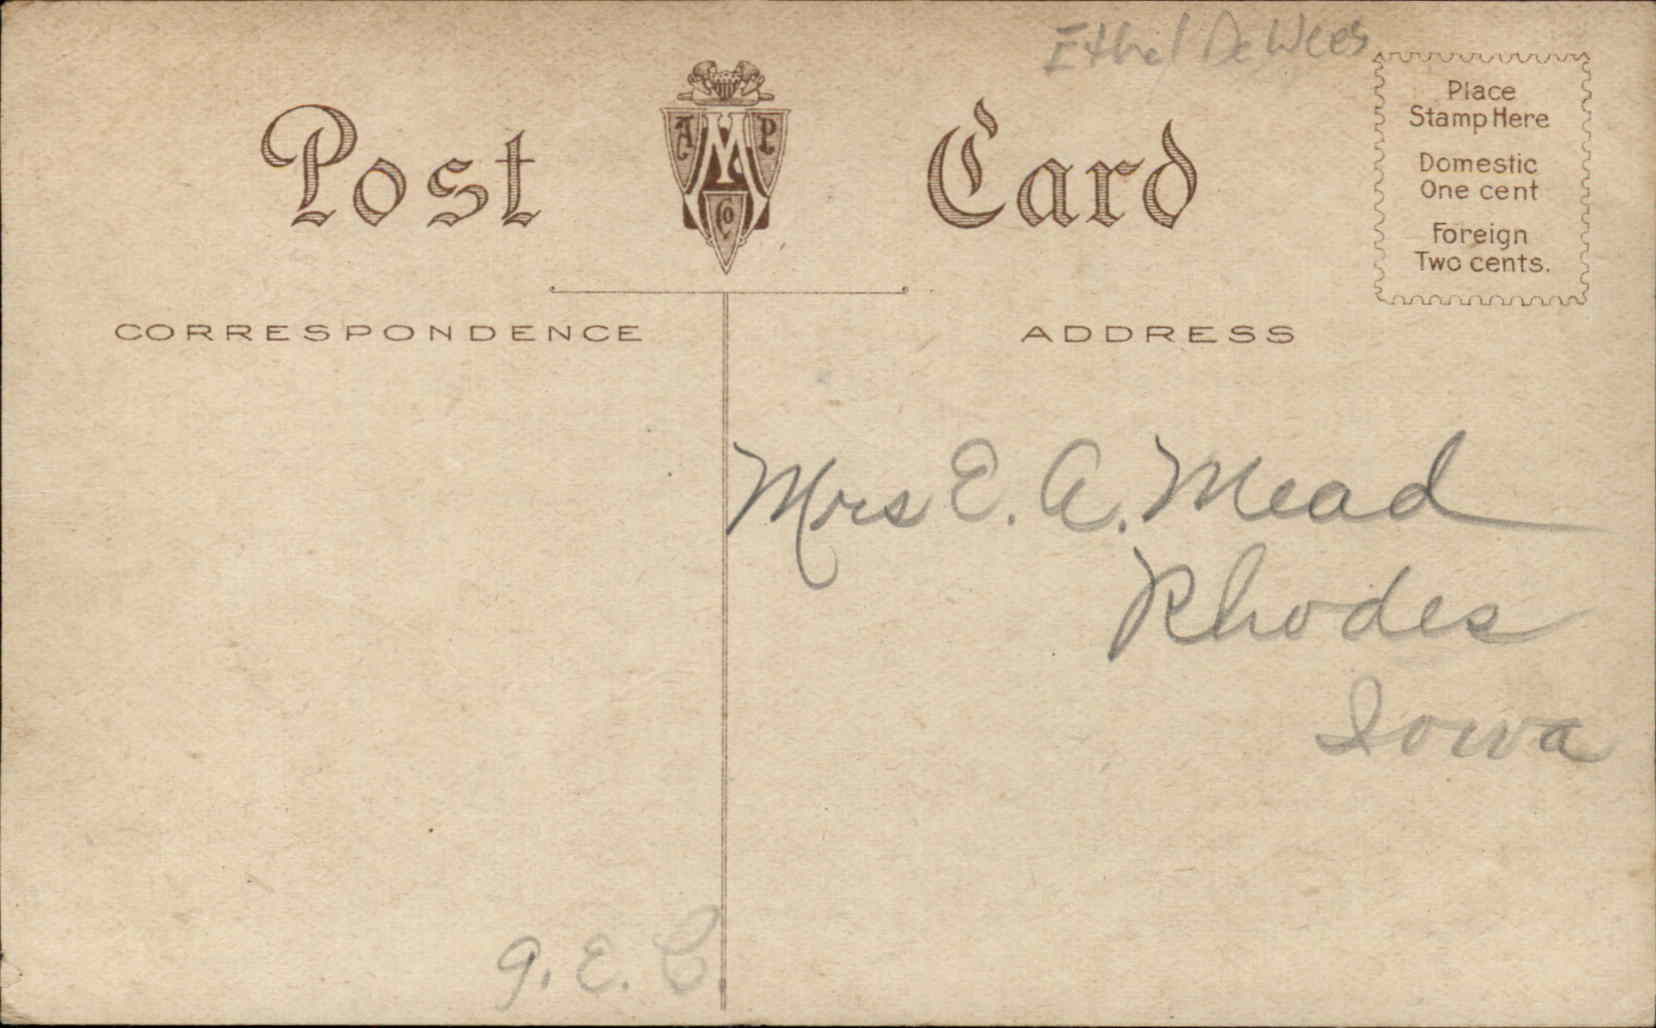 Ethel DeWees
Post Card
A M P
Co
Place
Stamp Here
Domestic
One cent
Foreign
Two cents.
CORRESPONDENCE
ADDRESS
Mrs E. A. Mead
Rhodes
Iowa
G. E. C.